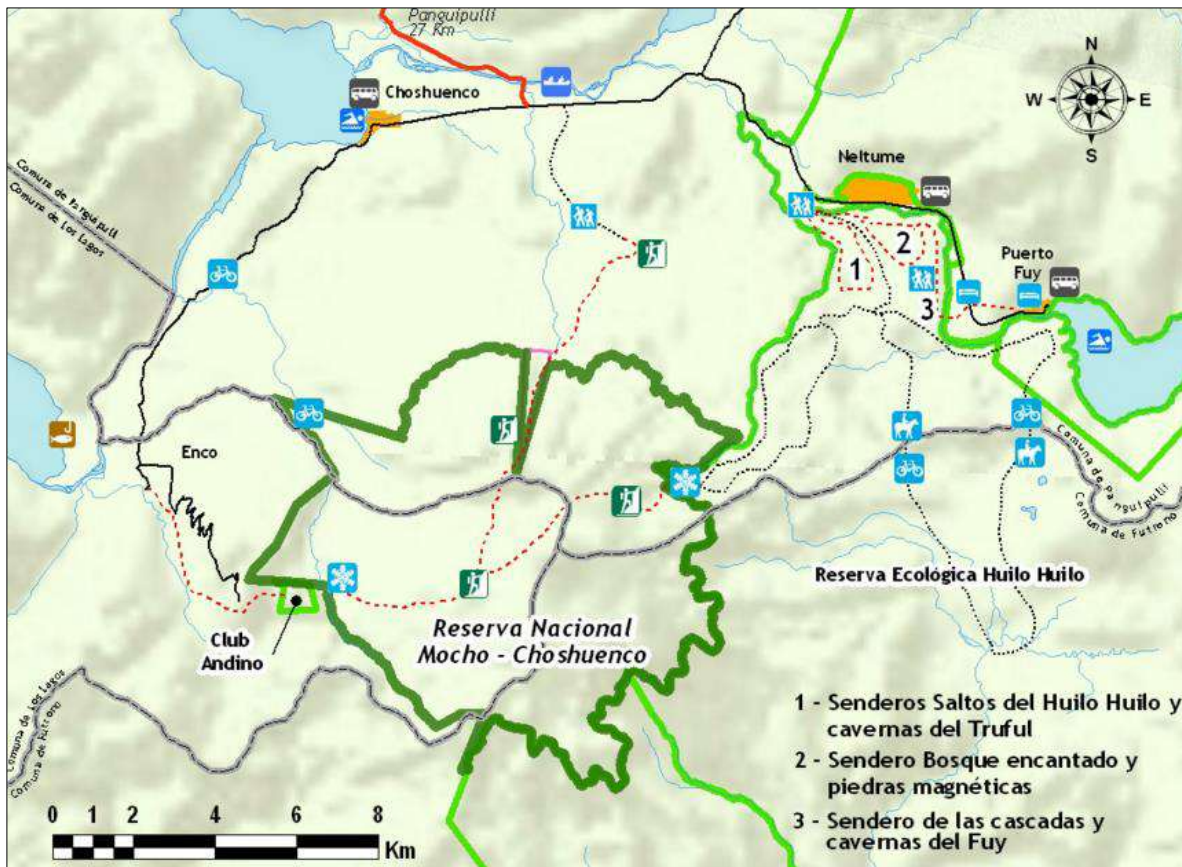 Panguipulli
27 Km
Choshuenco
N
W
E
S
Neltume
Comuna de Panguipulli
Comuna de Los Lagos
1
2
3
Puerto
Fuy
Enco
Comuna de Panguipulli
Comuna de Futrono
Reserva Ecológica Huilo Huilo
Club
Andino
Reserva Nacional
Mocho - Choshuenco
Comuna de Los Lagos
Comuna de Futrono
1 - Senderos Saltos del Huilo Huilo y
cavernas del Truful
2 - Sendero Bosque encantado y
piedras magnéticas
3 - Sendero de las cascadas y
cavernas del Fuy
0 1 2 4 6 8
Km